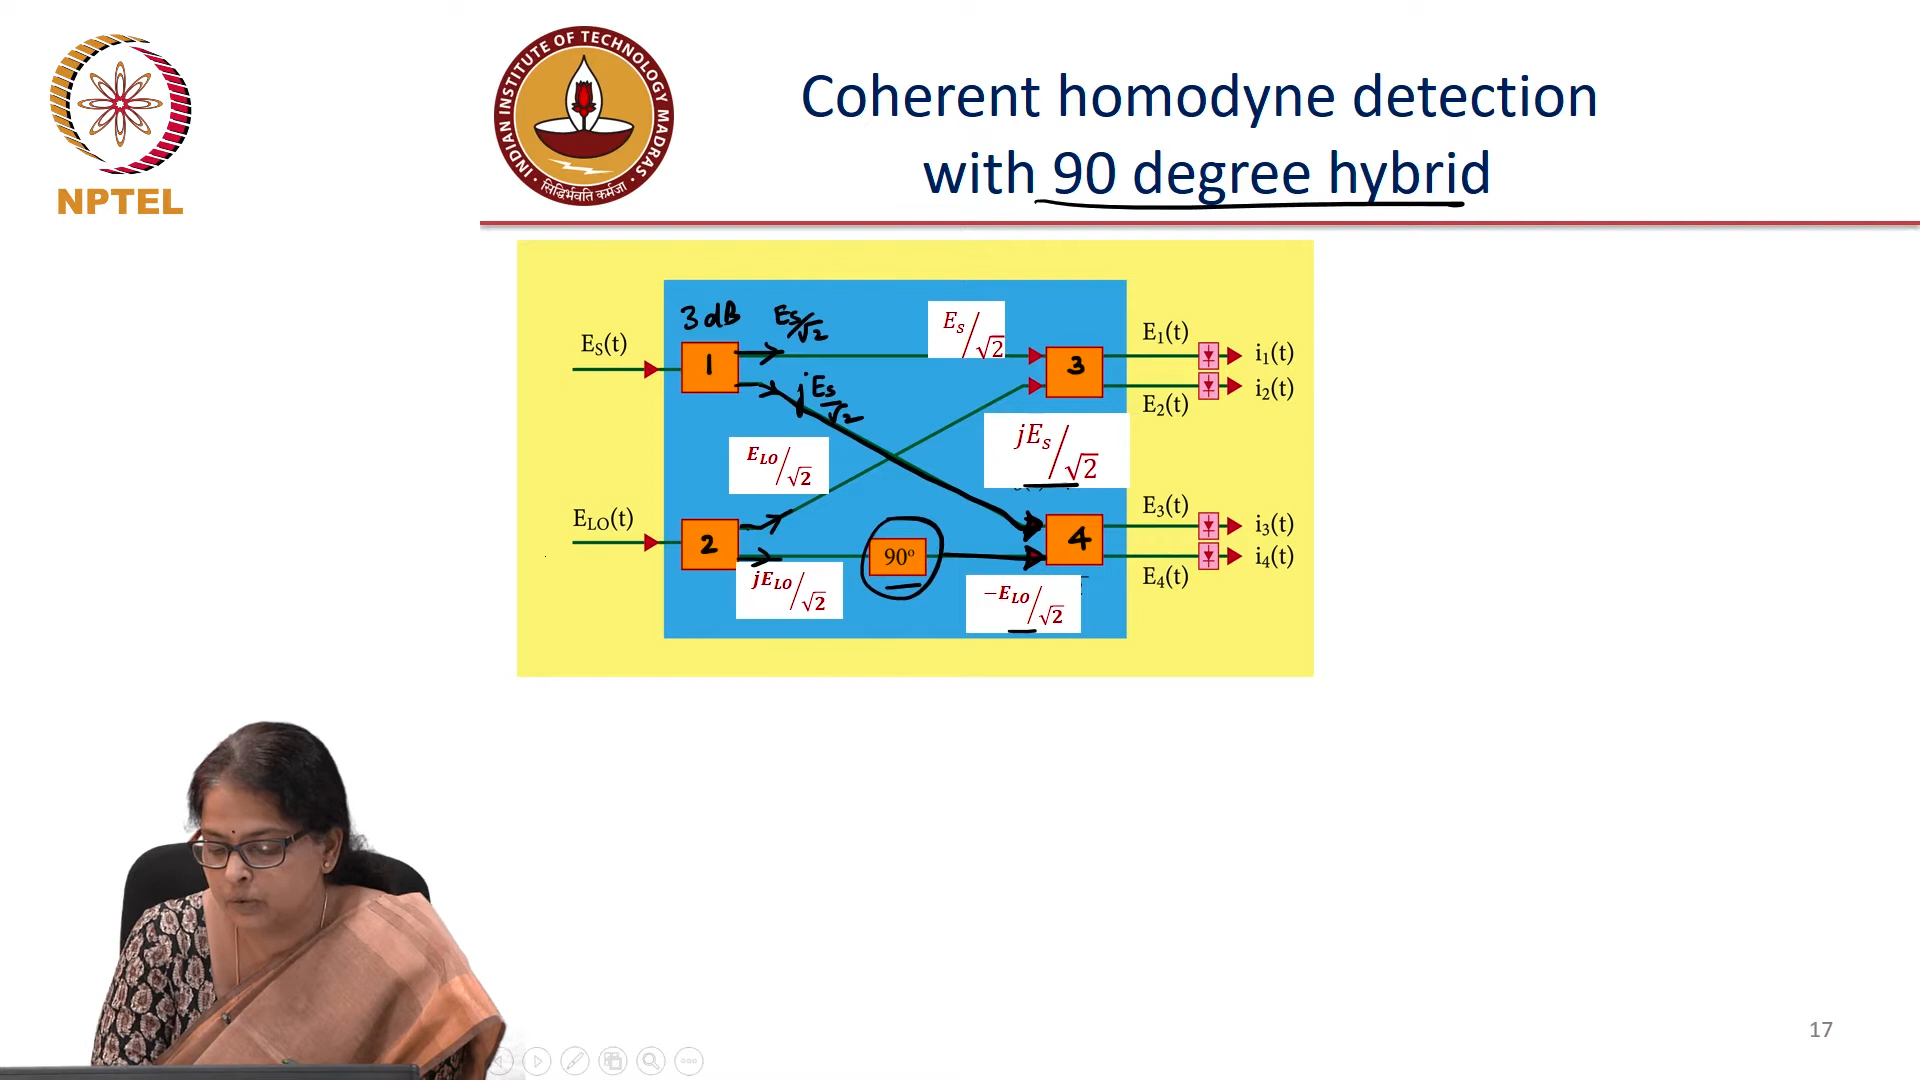 NPTEL
INDIAN INSTITUTE OF TECHNOLOGY MADRAS
सिद्धिर्भवति कर्मजा
Coherent homodyne detection
with 90 degree hybrid
3 dB
Es/√2
Es/√2
ES(t)
1
3
E1(t)
i1(t)
i2(t)
E2(t)
jEs/√2
jEs/√2
ELO/√2
ELO(t)
2
90°
4
E3(t)
i3(t)
i4(t)
E4(t)
jELO/√2
-ELO/√2
17